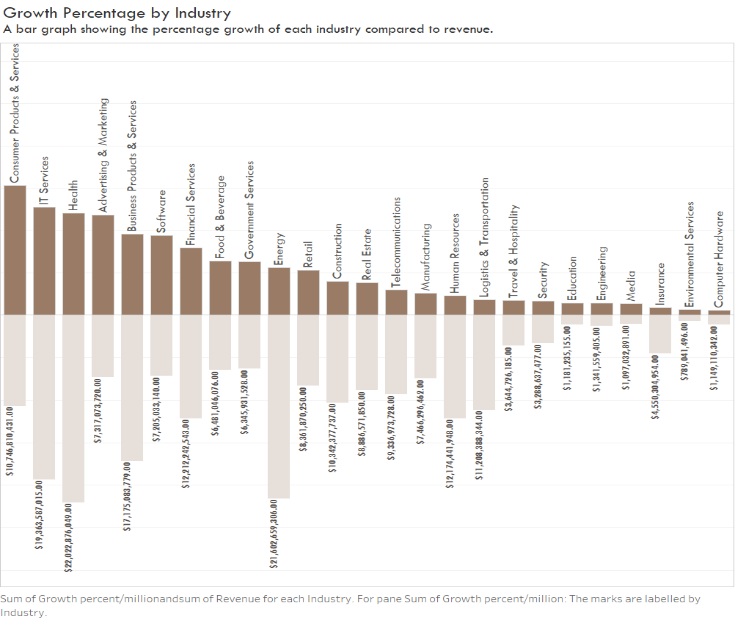 Growth Percentage by Industry
A bar graph showing the percentage growth of each industry compared to revenue.
Consumer Products & Services
IT Services
Health
Advertising & Marketing
Business Products & Services
Software
Financial Services
Food & Beverage
Government Services
Energy
Retail
Construction
Real Estate
Telecommunications
Manufacturing
Human Resources
Logistics & Transportation
Travel & Hospitality
Security
Education
Engineering
Media
Insurance
Environmental Services
Computer Hardware
$10,746,810,431.00
$19,363,587,015.00
$22,022,876,049.00
$7,317,073,720.00
$17,175,083,779.00
$7,205,033,140.00
$12,212,242,543.00
$6,481,046,076.00
$6,345,931,528.00
$21,602,659,306.00
$8,361,870,250.00
$10,342,377,737.00
$8,886,571,850.00
$9,336,973,728.00
$7,466,296,462.00
$12,174,441,948.00
$11,208,388,344.00
$3,644,726,185.00
$3,288,637,477.00
$1,181,235,155.00
$1,341,559,405.00
$1,097,032,891.00
$4,550,304,954.00
$789,041,496.00
$1,149,110,342.00
Sum of Growth percent/millionandsum of Revenue for each Industry. For pane Sum of Growth percent/million: The marks are labelled by
Industry.